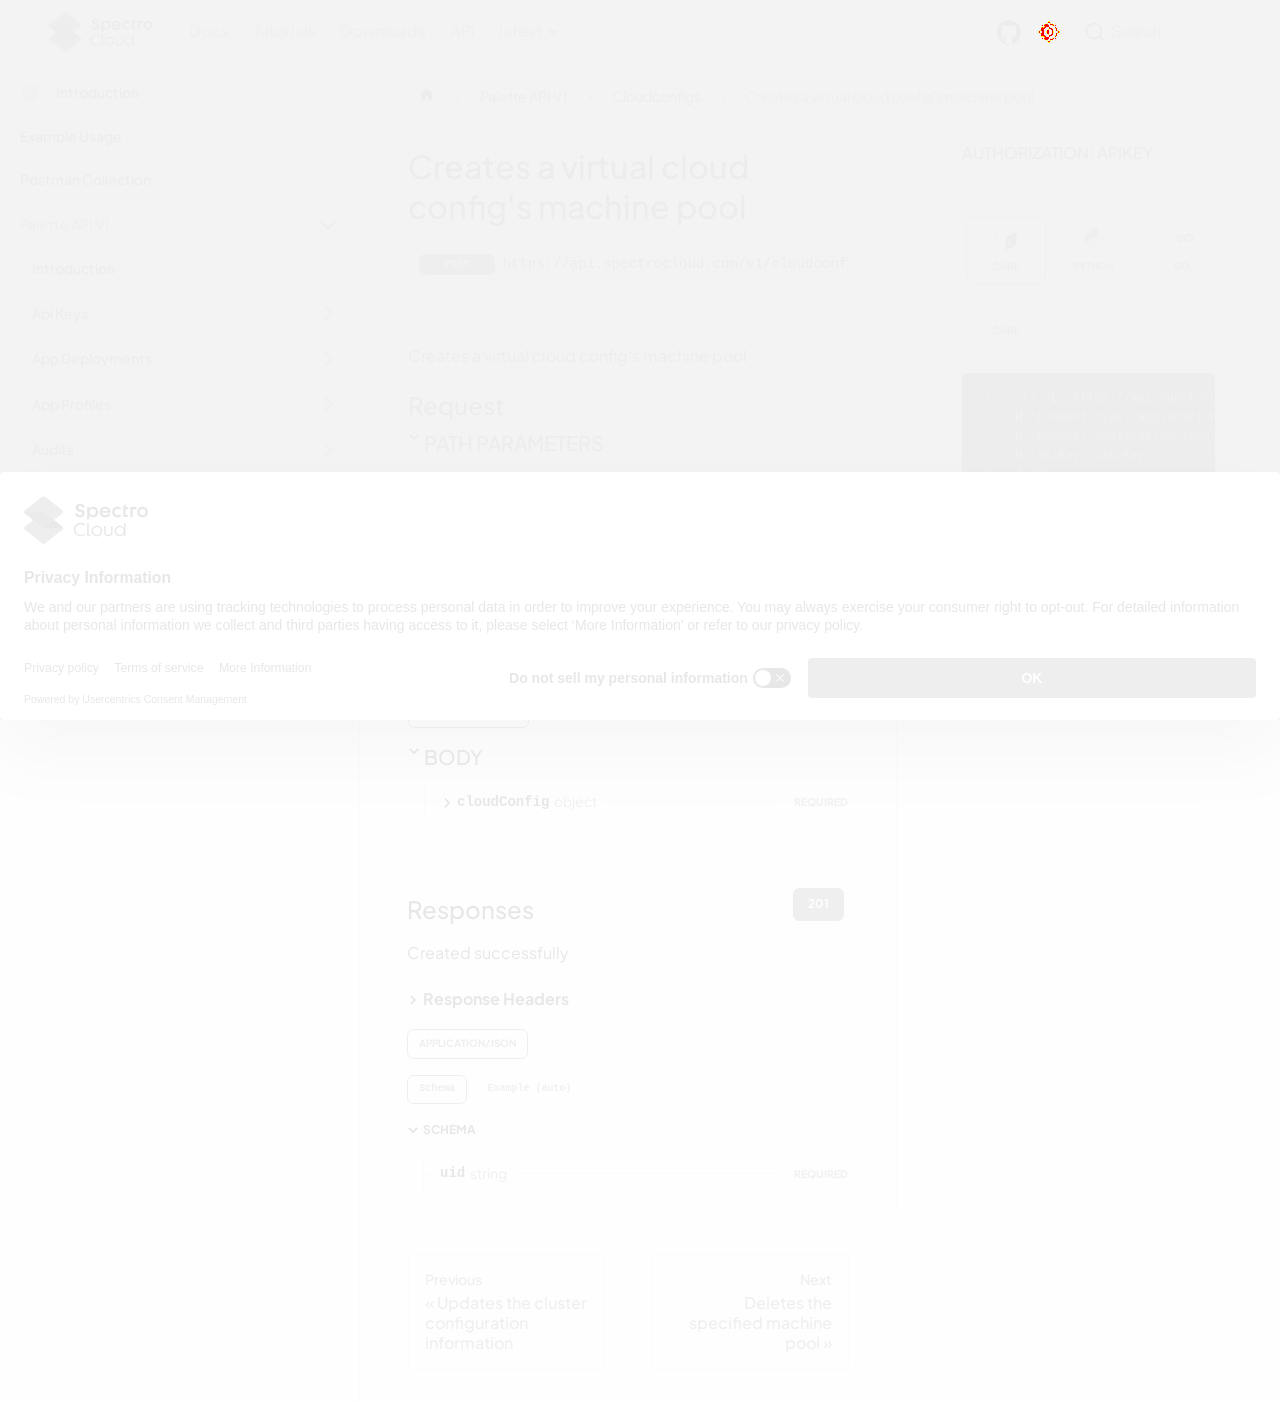 Spectro Cloud
Docs Tutorials Downloads API latest
Search
Introduction
Example Usage
Postman Collection
Palette API V1
Introduction
Api Keys
App Deployments
App Profiles
Audits
Palette API V1 Cloudconfigs Creates a virtual cloud config's machine pool
Creates a virtual cloud
config's machine pool
POST https://api.spectrocloud.com/v1/cloudconf
Creates a virtual cloud config's machine pool
Request
PATH PARAMETERS
AUTHORIZATION: APIKEY
CURL PYTHON GO
CURL
Spectro
Cloud
Privacy Information
We and our partners are using tracking technologies to process personal data in order to improve your experience. You may always exercise your consumer right to opt-out. For detailed information
about personal information we collect and third parties having access to it, please select 'More Information' or refer to our privacy policy.
Privacy policy Terms of service More Information
Powered by Usercentrics Consent Management
Do not sell my personal information
OK
BODY
cloudConfig object REQUIRED
Responses
201
Created successfully
Response Headers
APPLICATION/JSON
Schema Example (auto)
SCHEMA
uid string REQUIRED
Previous
« Updates the cluster
configuration
information
Next
Deletes the
specified machine
pool »